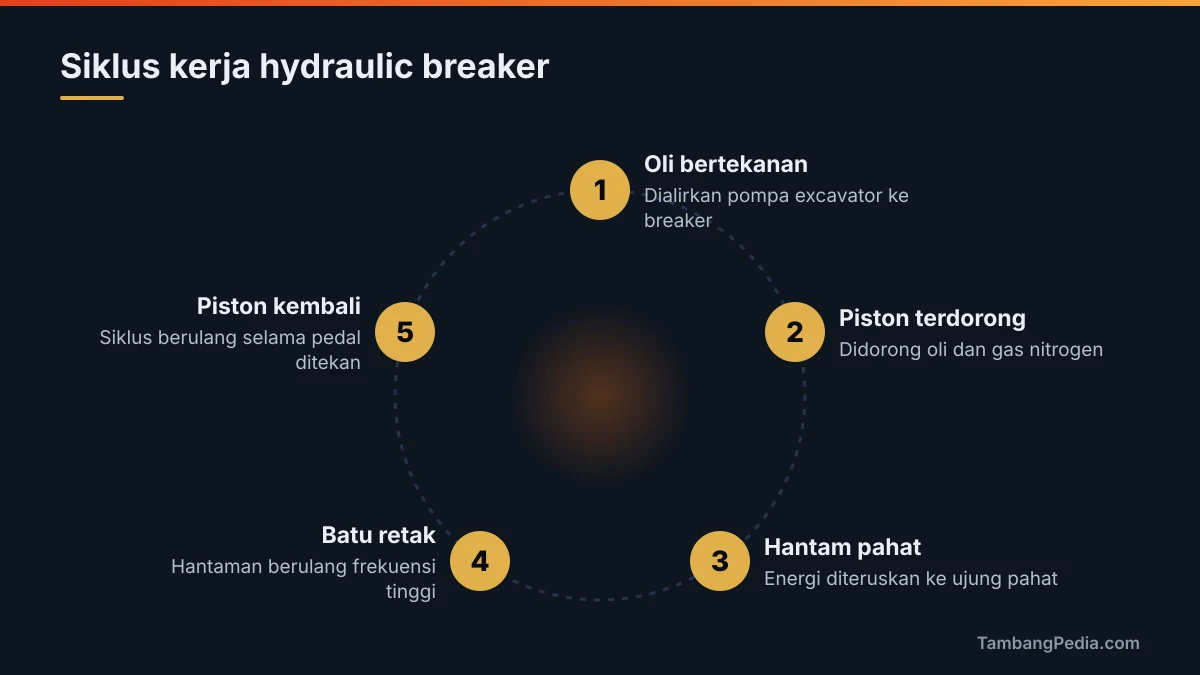 Siklus kerja hydraulic breaker
1
Oli bertekanan
Dialirkan pompa excavator ke
breaker
2
Piston terdorong
Didorong oli dan gas nitrogen
3
Hantam pahat
Energi diteruskan ke ujung pahat
4
Batu retak
Hantaman berulang frekuensi
tinggi
5
Piston kembali
Siklus berulang selama pedal
ditekan
TambangPedia.com